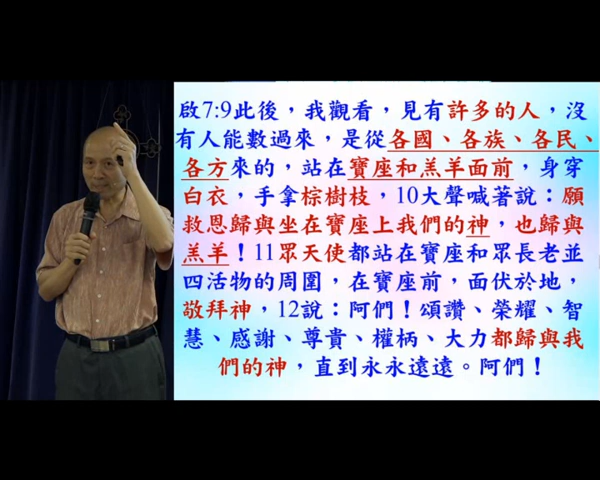 啟7:9此後，我觀看，見有許多的人，沒
有人能數過來，是從各國、各族、各民、
各方來的，站在寶座和羔羊面前，身穿
白衣，手拿棕樹枝，10大聲喊著說：願
救恩歸與坐在寶座上我們的神，也歸與
羔羊！11眾天使都站在寶座和眾長老並
四活物的周圍，在寶座前，面伏於地，
敬拜神，12說：阿們！頌讚、榮耀、智
慧、感謝、尊貴、權柄、大力都歸與我
們的神，直到永永遠遠。阿們！